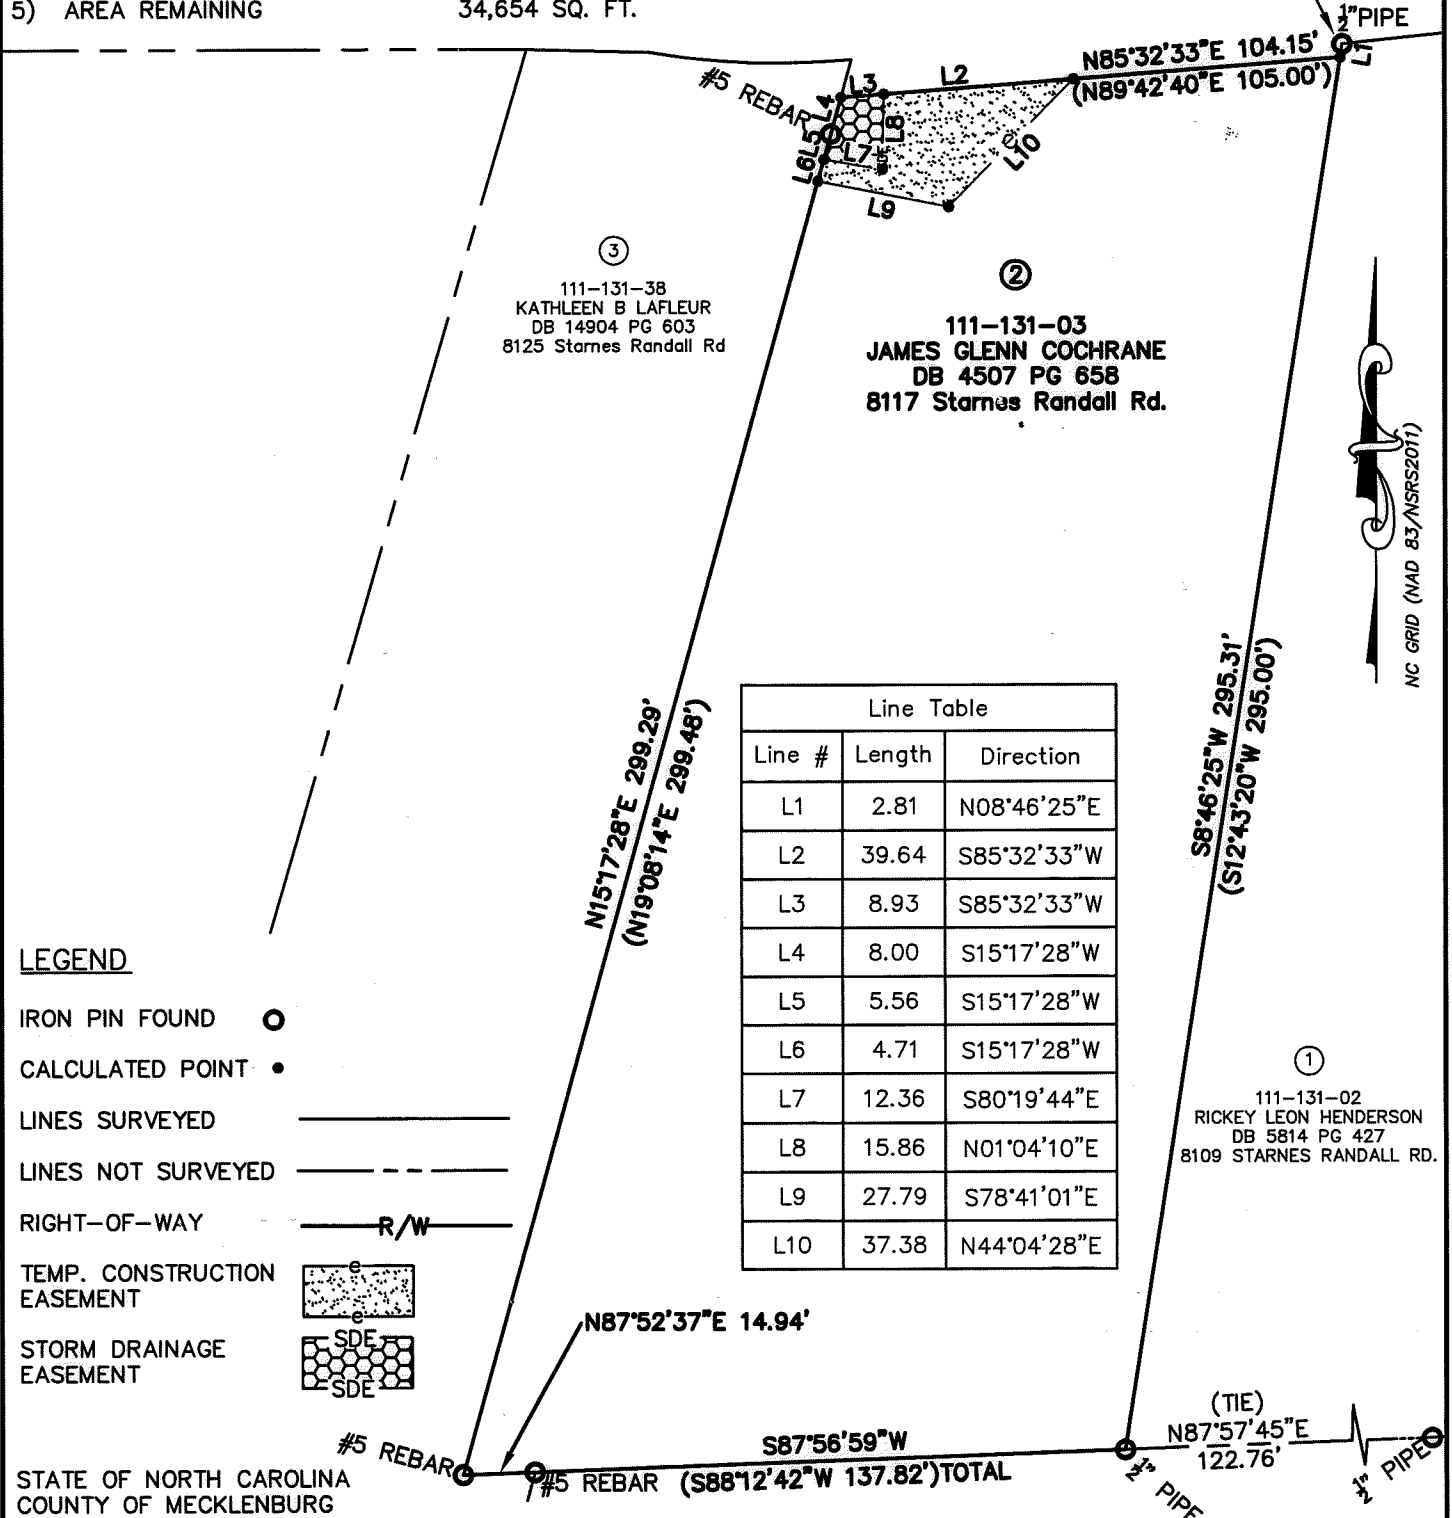 5) AREA REMAINING 34,654 SQ. FT.
½"PIPE
L1
N85°32'33"E 104.15'
(N89°42'40"E 105.00')
#5 REBAR
L4
L3
L2
L8
L5
L7
L6
L9
L10
e
3
111-131-38
KATHLEEN B LAFLEUR
DB 14904 PG 603
8125 Starnes Randall Rd
2
111-131-03
JAMES GLENN COCHRANE
DB 4507 PG 658
8117 Starnes Randall Rd.
NC GRID (NAD 83/NSRS2011)
N15°17'28"E 299.29'
(N19°08'14"E 299.48')
S8°46'25"W 295.31'
(S12°43'20"W 295.00')
Line Table
Line # Length Direction
L1 2.81 N08°46'25"E
L2 39.64 S85°32'33"W
L3 8.93 S85°32'33"W
L4 8.00 S15°17'28"W
L5 5.56 S15°17'28"W
L6 4.71 S15°17'28"W
L7 12.36 S80°19'44"E
L8 15.86 N01°04'10"E
L9 27.79 S78°41'01"E
L10 37.38 N44°04'28"E
1
111-131-02
RICKEY LEON HENDERSON
DB 5814 PG 427
8109 STARNES RANDALL RD.
LEGEND
IRON PIN FOUND
CALCULATED POINT
LINES SURVEYED
LINES NOT SURVEYED
RIGHT-OF-WAY R/W
TEMP. CONSTRUCTION
EASEMENT
e
e
STORM DRAINAGE
EASEMENT
SDE
SDE
N87°52'37"E 14.94'
#5 REBAR
#5 REBAR
S87°56'59"W
(S88°12'42"W 137.82')TOTAL
½" PIPE
(TIE)
N87°57'45"E
122.76'
½" PIPE
STATE OF NORTH CAROLINA
COUNTY OF MECKLENBURG